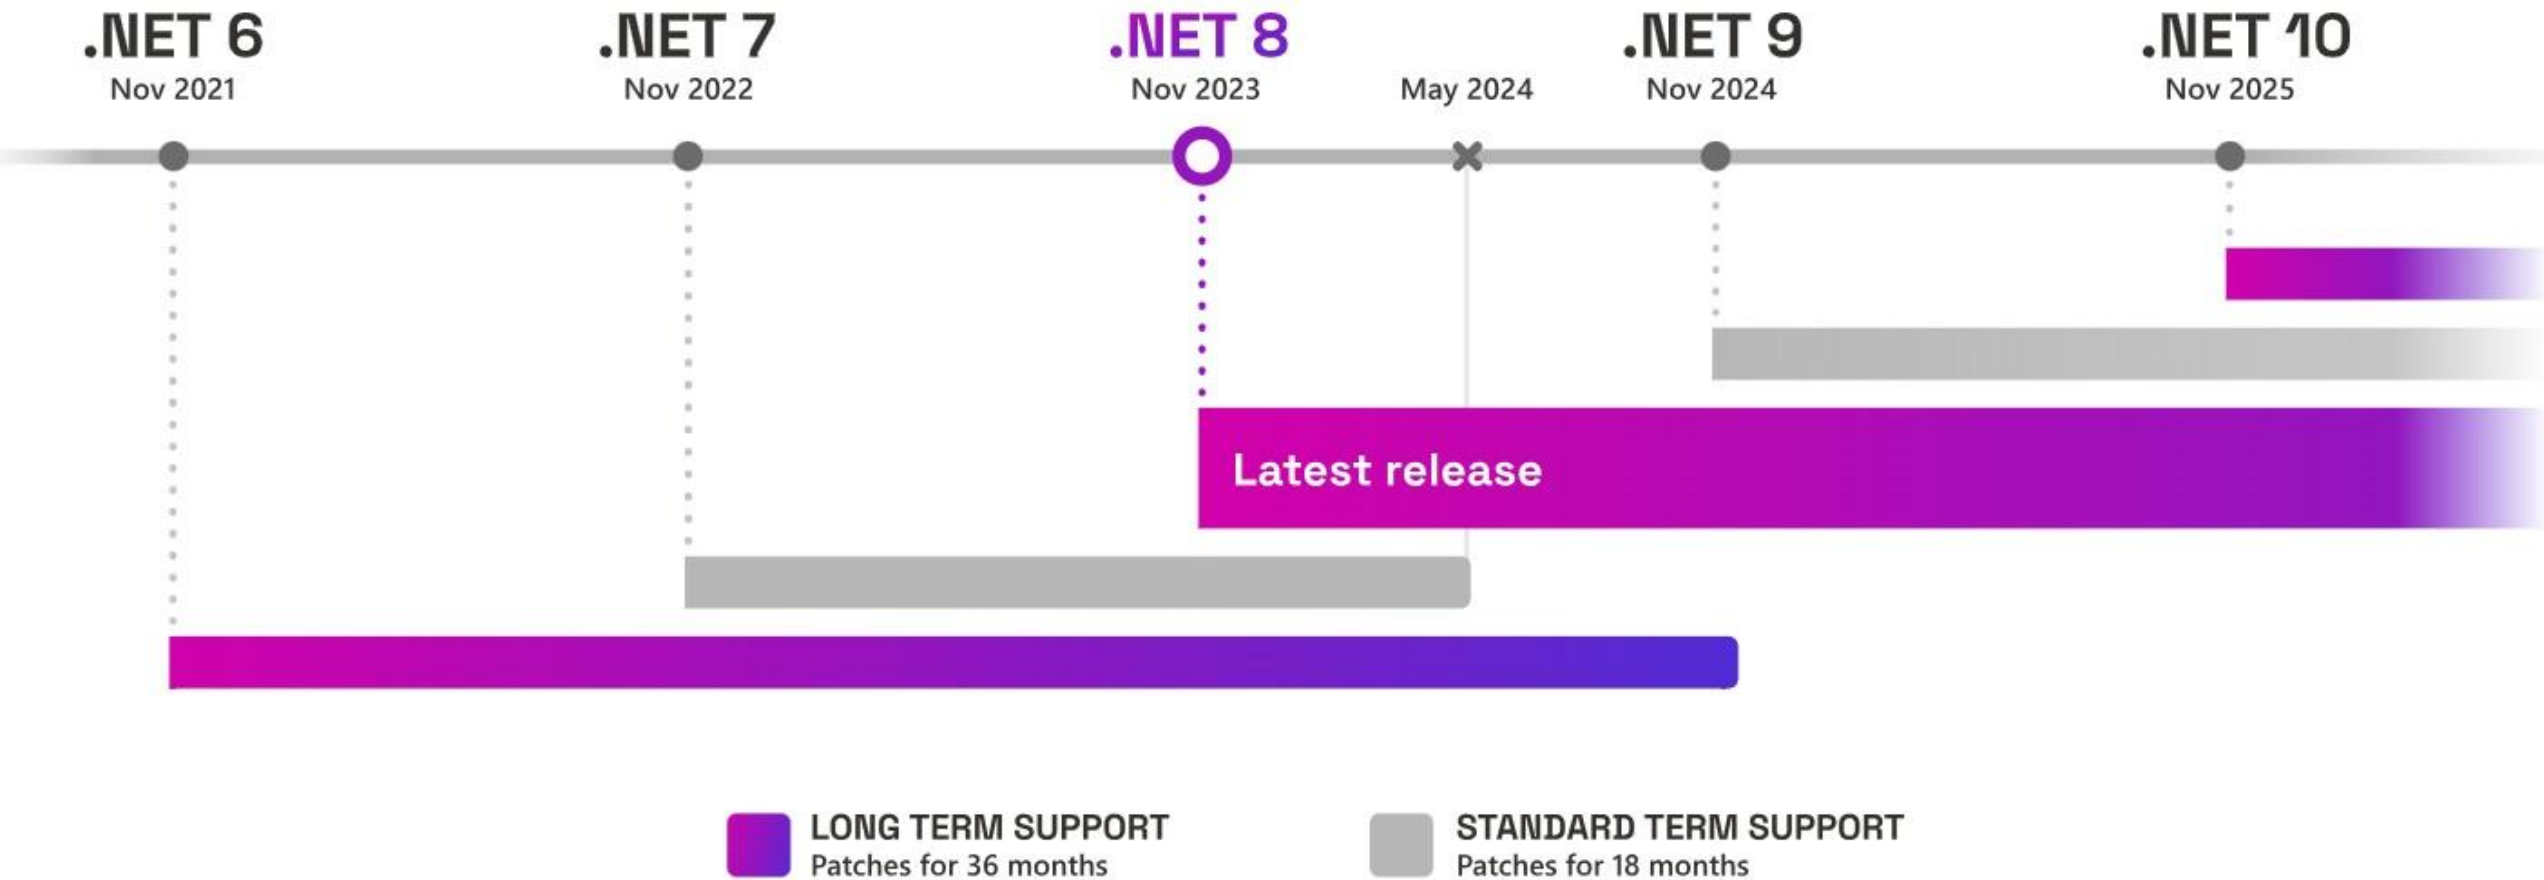 .NET 6
Nov 2021
.NET 7
Nov 2022
.NET 8
Nov 2023
May 2024
.NET 9
Nov 2024
.NET 10
Nov 2025
Latest release
LONG TERM SUPPORT
Patches for 36 months
STANDARD TERM SUPPORT
Patches for 18 months